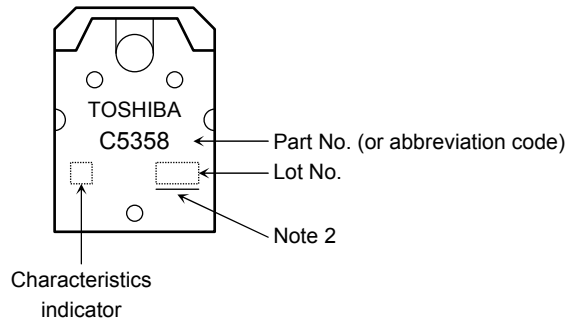 TOSHIBA
C5358
Part No. (or abbreviation code)
Lot No.
Note 2
Characteristics
indicator